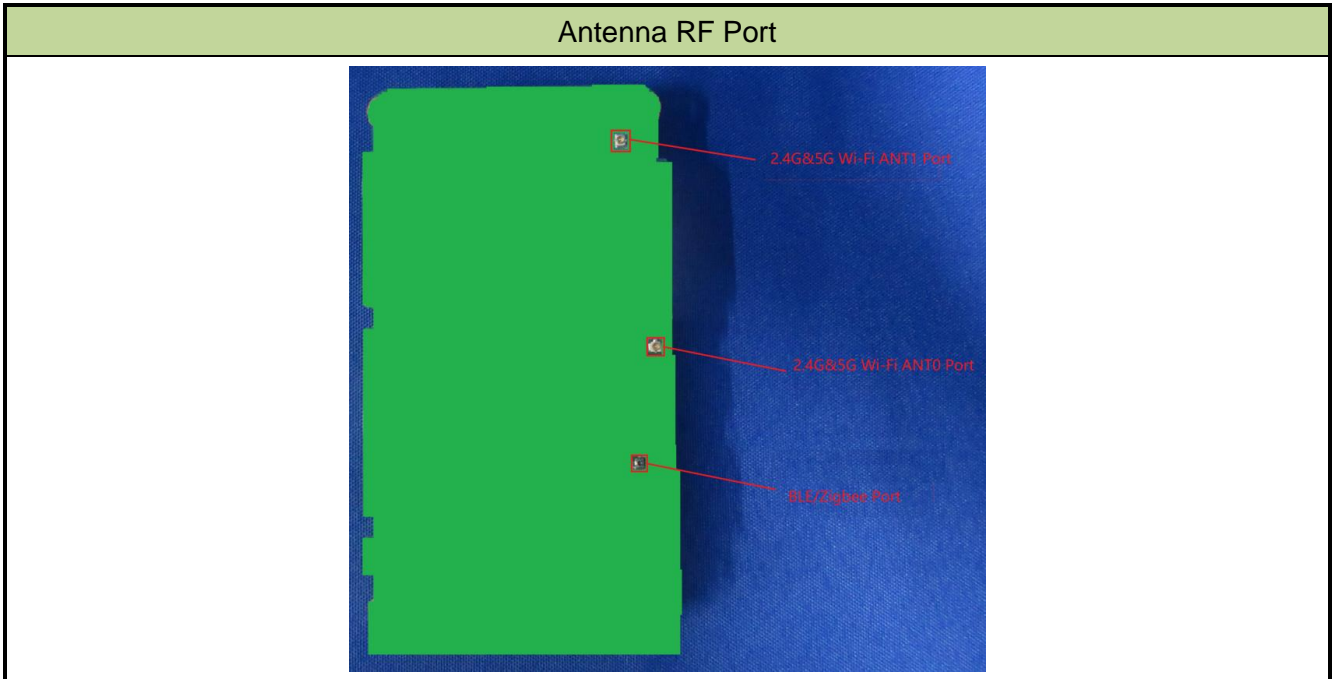 Antenna RF Port
2.4G&5G Wi-Fi ANT1 Port
2.4G&5G Wi-Fi ANT0 Port
BLE/Zigbee Port